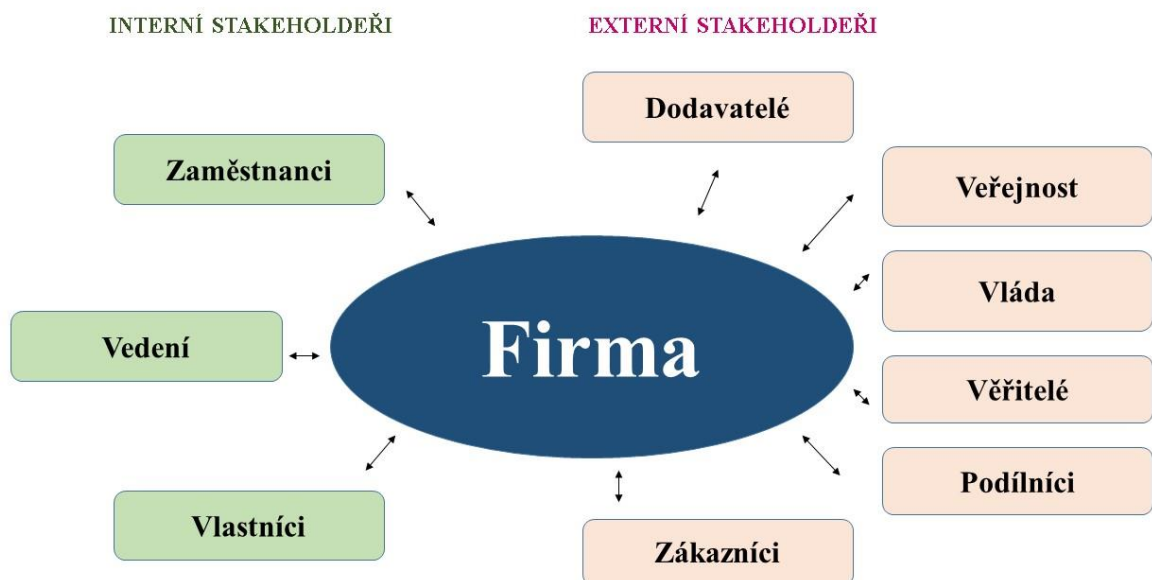 INTERNÍ STAKEHOLDEŘI
EXTERNÍ STAKEHOLDEŘI
Dodavatelé
Zaměstnanci
Veřejnost
Vláda
Firma
Vedení
Věřitelé
Podílníci
Vlastníci
Zákazníci